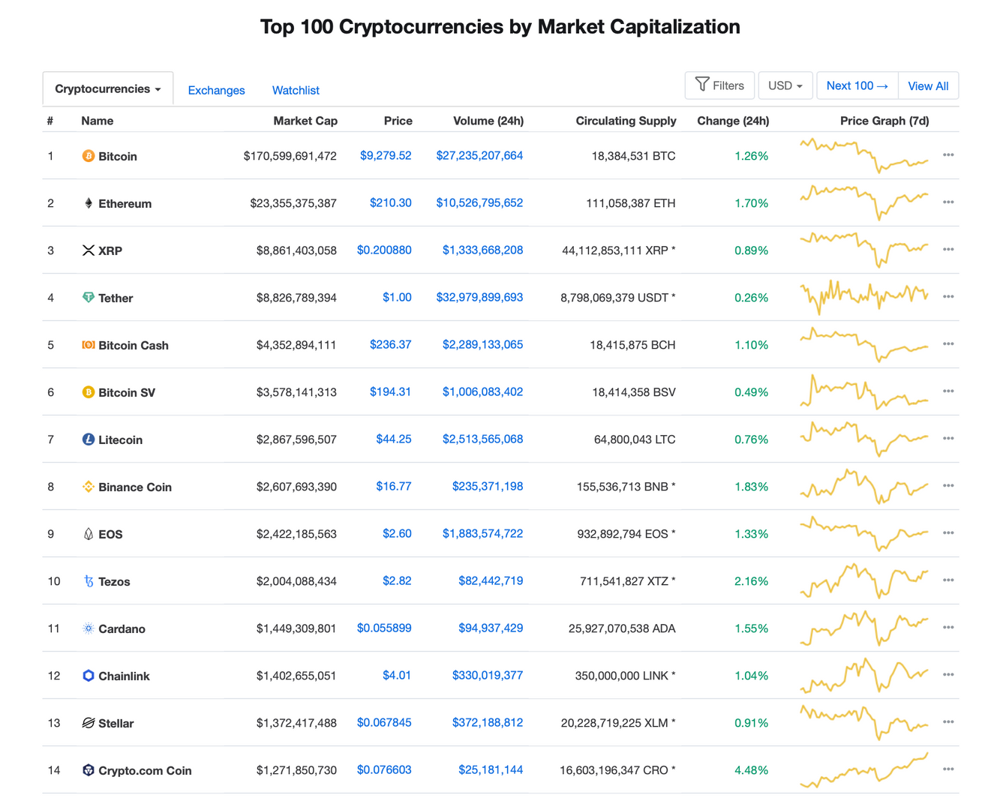 Top 100 Cryptocurrencies by Market Capitalization
Cryptocurrencies Exchanges Watchlist Filters USD Next 100 → View All
# Name Market Cap Price Volume (24h) Circulating Supply Change (24h) Price Graph (7d)
1 Bitcoin $170,599,691,472 $9,279.52 $27,235,207,664 18,384,531 BTC 1.26%
2 Ethereum $23,355,375,387 $210.30 $10,526,795,652 111,058,387 ETH 1.70%
3 XRP $8,861,403,058 $0.200880 $1,333,668,208 44,112,853,111 XRP * 0.89%
4 Tether $8,826,789,394 $1.00 $32,979,899,693 8,798,069,379 USDT * 0.26%
5 Bitcoin Cash $4,352,894,111 $236.37 $2,289,133,065 18,415,875 BCH 1.10%
6 Bitcoin SV $3,578,141,313 $194.31 $1,006,083,402 18,414,358 BSV 0.49%
7 Litecoin $2,867,596,507 $44.25 $2,513,565,068 64,800,043 LTC 0.76%
8 Binance Coin $2,607,693,390 $16.77 $235,371,198 155,536,713 BNB * 1.83%
9 EOS $2,422,185,563 $2.60 $1,883,574,722 932,892,794 EOS * 1.33%
10 Tezos $2,004,088,434 $2.82 $82,442,719 711,541,827 XTZ * 2.16%
11 Cardano $1,449,309,801 $0.055899 $94,937,429 25,927,070,538 ADA 1.55%
12 Chainlink $1,402,655,051 $4.01 $330,019,377 350,000,000 LINK * 1.04%
13 Stellar $1,372,417,488 $0.067845 $372,188,812 20,228,719,225 XLM * 0.91%
14 Crypto.com Coin $1,271,850,730 $0.076603 $25,181,144 16,603,196,347 CRO * 4.48%